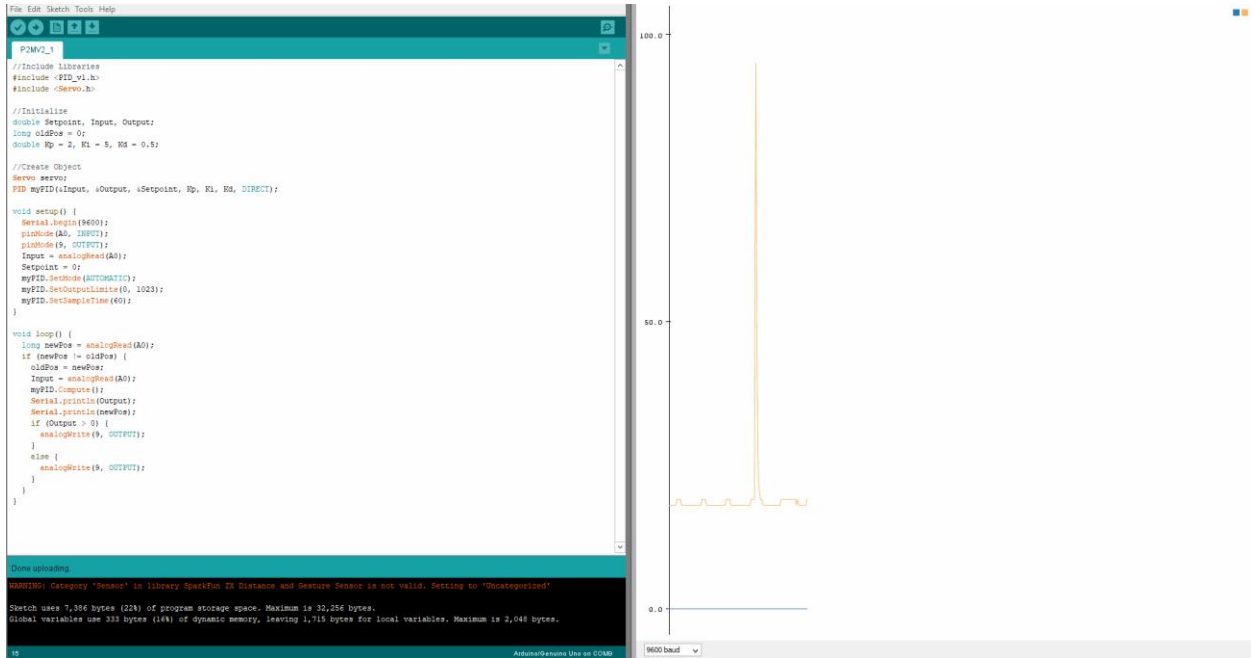 File Edit Sketch Tools Help
P2MV2_1
//Include Libraries
#include <PID_v1.h>
#include <Servo.h>
//Initialize
double Setpoint, Input, Output;
long oldPos = 0;
double Kp = 2, Ki = 5, Kd = 0.5;
//Create Object
Servo servo;
PID myPID(&Input, &Output, &Setpoint, Kp, Ki, Kd, DIRECT);
void setup() {
Serial.begin(9600);
pinMode(A0, INPUT);
pinMode(9, OUTPUT);
Input = analogRead(A0);
Setpoint = 0;
myPID.SetMode(AUTOMATIC);
myPID.SetOutputLimits(0, 1023);
myPID.SetSampleTime(60);
}
void loop() {
long newPos = analogRead(A0);
if (newPos != oldPos) {
oldPos = newPos;
Input = analogRead(A0);
myPID.Compute();
Serial.println(Output);
Serial.println(newPos);
if (Output > 0) {
analogWrite(9, OUTPUT);
}
else {
analogWrite(9, OUTPUT);
}
}
}
Done uploading.
WARNING: Category 'Sensor' in library SparkFun ZX Distance and Gesture Sensor is not valid. Setting to 'Uncategorized'
Sketch uses 7,386 bytes (22%) of program storage space. Maximum is 32,256 bytes.
Global variables use 333 bytes (16%) of dynamic memory, leaving 1,715 bytes for local variables. Maximum is 2,048 bytes.
15
Arduino/Genuino Uno on COM9
100.0
50.0
0.0
9600 baud